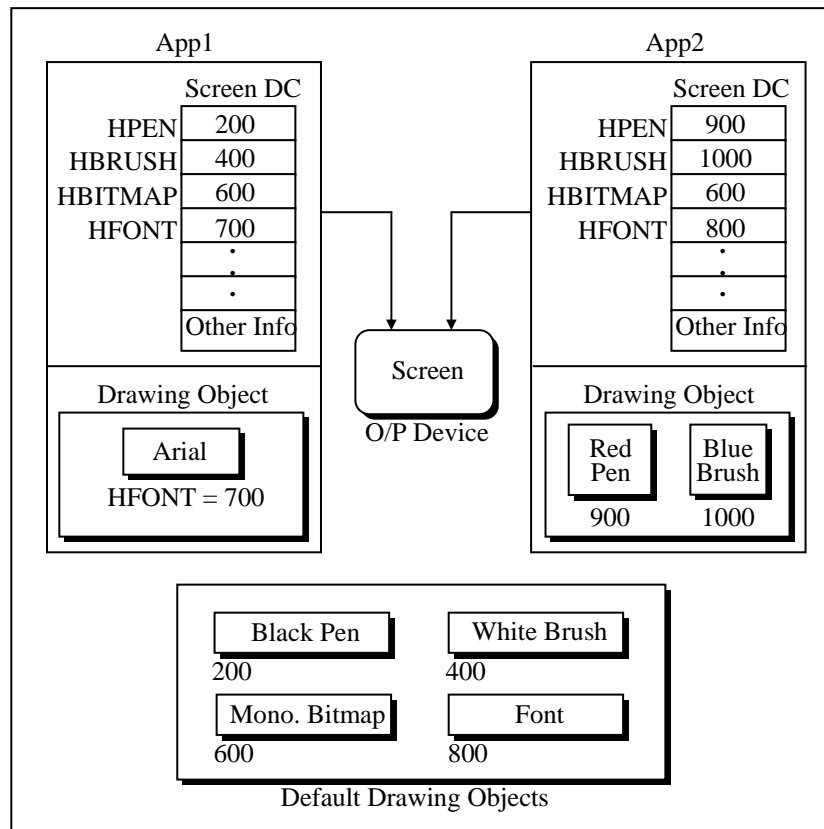 App1
Screen DC
HPEN 200
HBRUSH 400
HBITMAP 600
HFONT 700
.
.
.
Other Info
Drawing Object
Arial
HFONT = 700
App2
Screen DC
HPEN 900
HBRUSH 1000
HBITMAP 600
HFONT 800
.
.
.
Other Info
Drawing Object
Red
Pen
900
Blue
Brush
1000
Screen
O/P Device
Black Pen
200
White Brush
400
Mono. Bitmap
600
Font
800
Default Drawing Objects